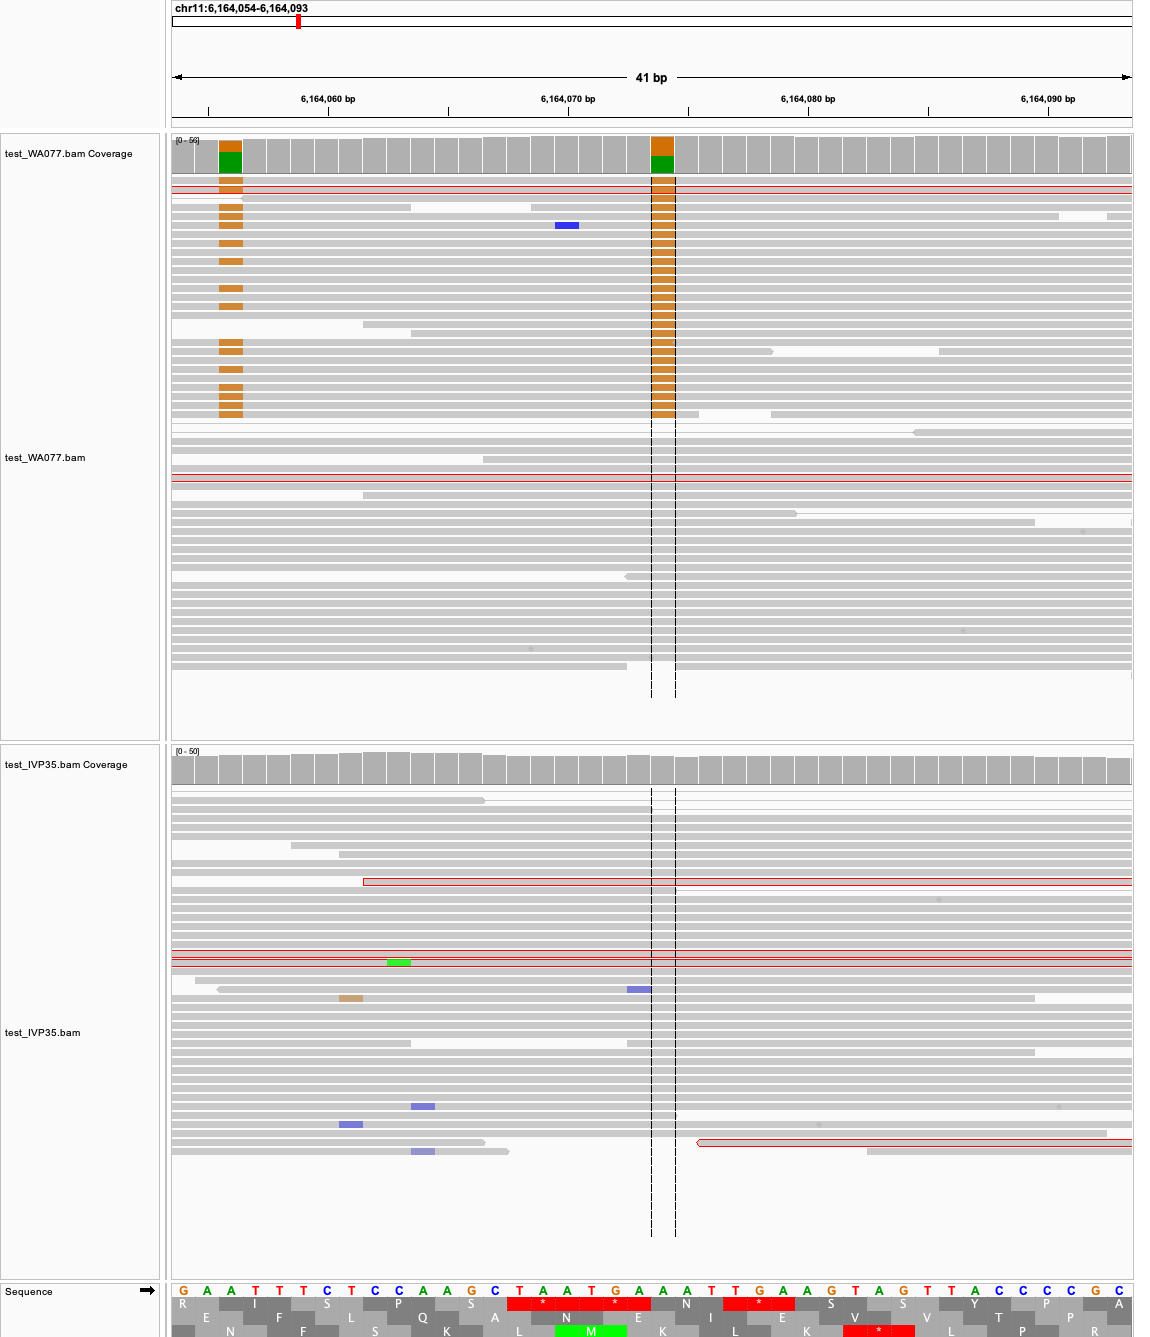 chr11:6,164,054-6,164,093
41 bp
6,164,060 bp 6,164,070 bp 6,164,080 bp 6,164,090 bp
[0 - 56]
test_WA077.bam Coverage
test_WA077.bam
[0 - 50]
test_IVP35.bam Coverage
test_IVP35.bam
Sequence G A A T T T C T C C A A G C T A A T G A A A T T G A A G T A G T T A C C C C G C
R I S P S * * N * S S Y P A
E F L Q A N E I E V V T P
N F S K L M K L K * L P R